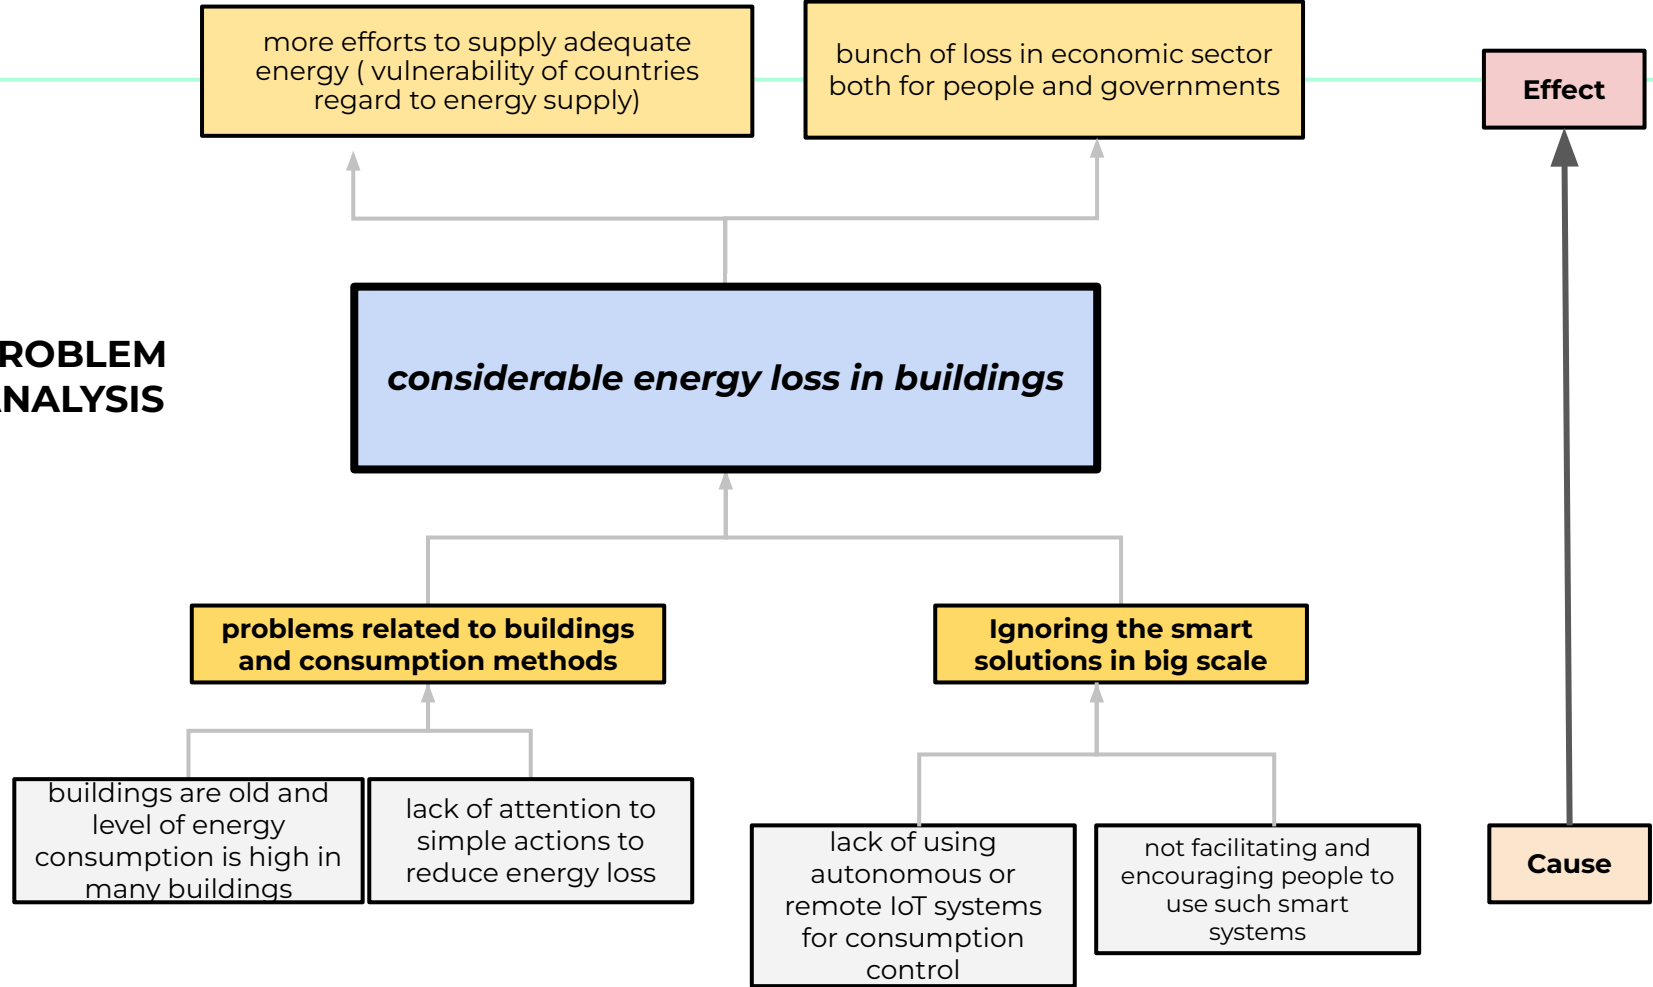 more efforts to supply adequate
energy ( vulnerability of countries
regard to energy supply)
bunch of loss in economic sector
both for people and governments
Effect
ROBLEM
NALYSIS
considerable energy loss in buildings
problems related to buildings
and consumption methods
Ignoring the smart
solutions in big scale
buildings are old and
level of energy
consumption is high in
many buildings
lack of attention to
simple actions to
reduce energy loss
lack of using
autonomous or
remote IoT systems
for consumption
control
not facilitating and
encouraging people to
use such smart
systems
Cause